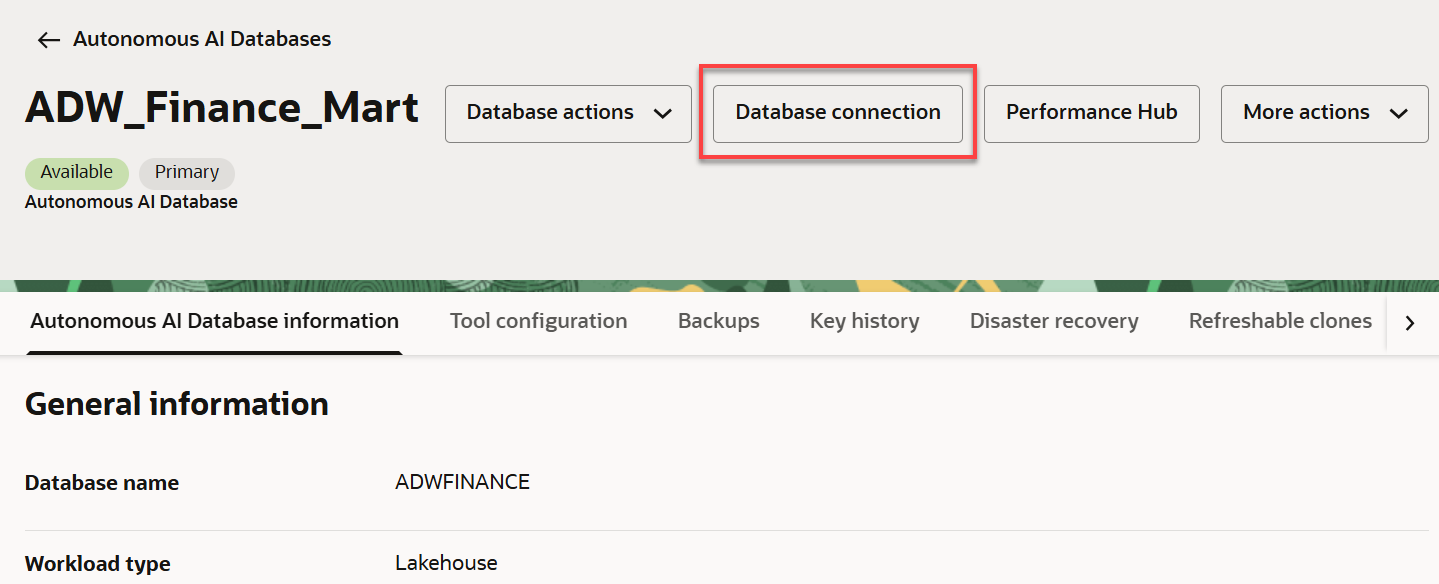 Autonomous AI Databases
ADW_Finance_Mart
Database actions
Database connection
Performance Hub
More actions
Available
Primary
Autonomous AI Database
Autonomous AI Database information
Tool configuration
Backups
Key history
Disaster recovery
Refreshable clones
General information
Database name
ADWFINANCE
Workload type
Lakehouse